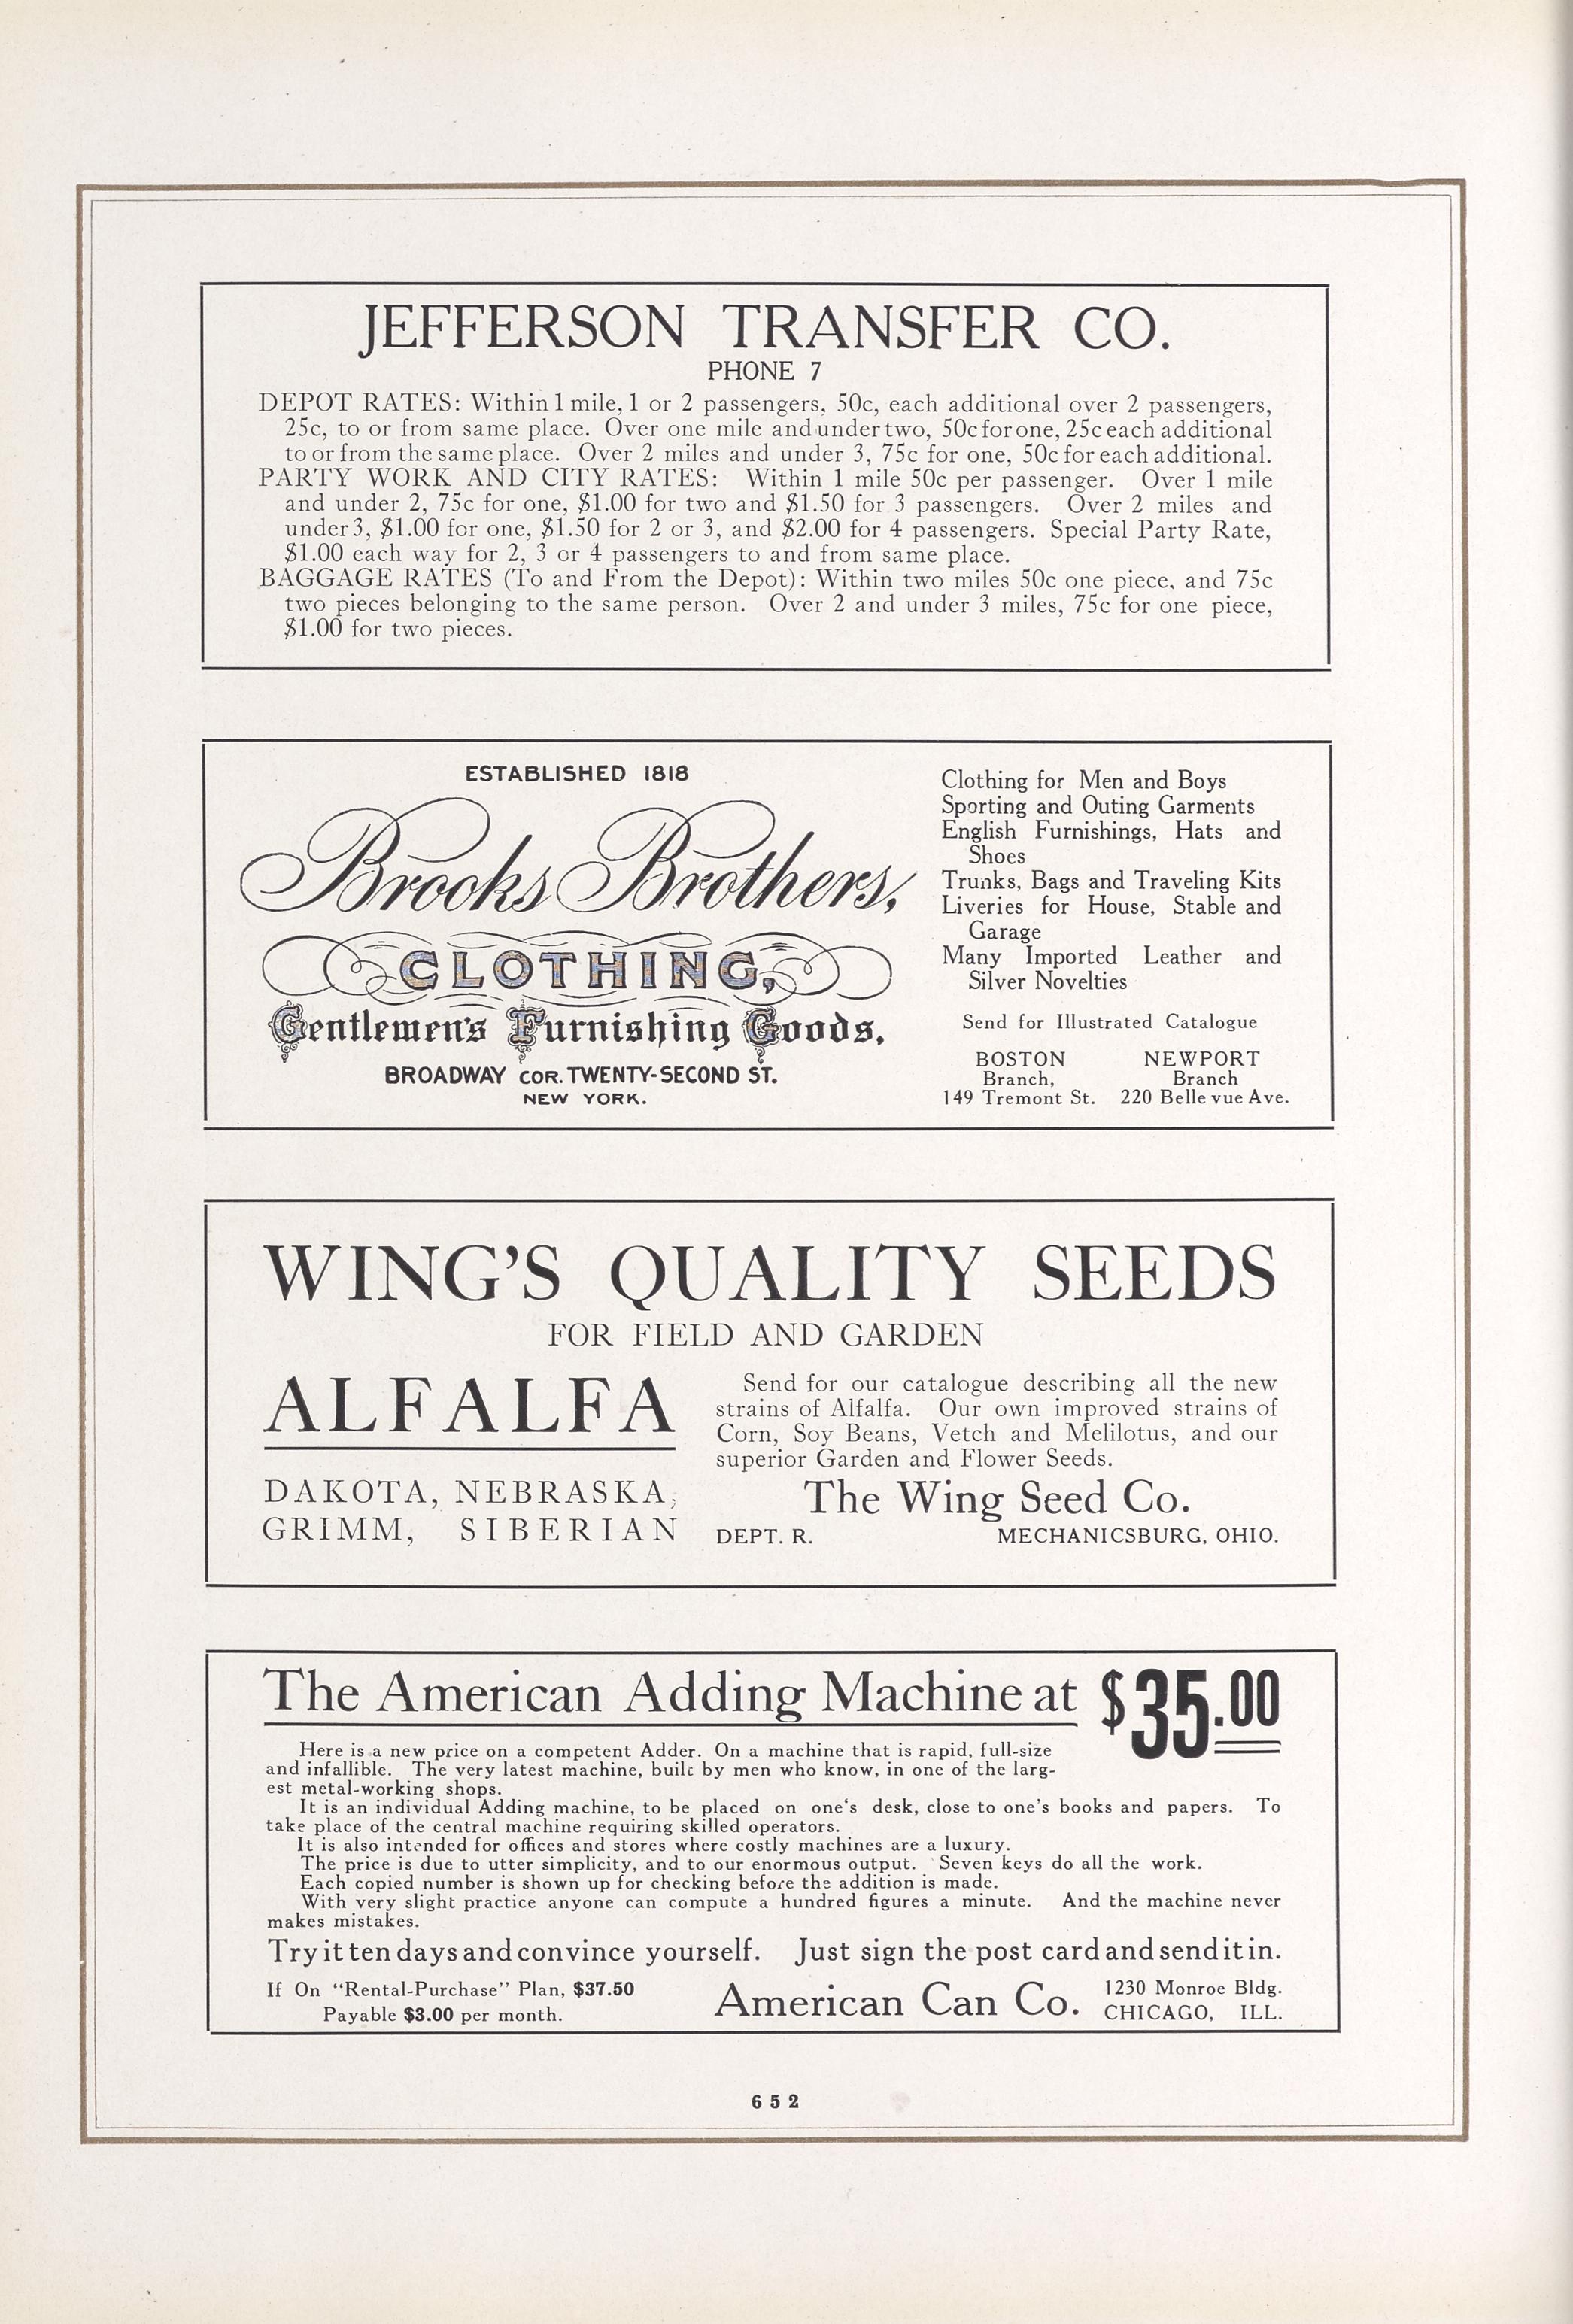 JEFFERSON TRANSFER CO.
PHONE 7
DEPOT RATES: Within 1 mile, 1 or 2 passengers, 50c, each additional over 2 passengers,
25c, to or from same place. Over one mile and under two, 50c for one, 25c each additional
to or from the same place. Over 2 miles and under 3, 75c for one, 50c for each additional.
PARTY WORK AND CITY RATES: Within 1 mile 50c per passenger. Over 1 mile
and under 2, 75c for one, $1.00 for two and $1.50 for 3 passengers. Over 2 miles and
under 3, $1.00 for one, $1.50 for 2 or 3, and $2.00 for 4 passengers. Special Party Rate,
$1.00 each way for 2, 3 or 4 passengers to and from same place.
BAGGAGE RATES (To and From the Depot): Within two miles 50c one piece, and 75c
two pieces belonging to the same person. Over 2 and under 3 miles, 75c for one piece,
$1.00 for two pieces.
ESTABLISHED 1818
Brooks Brothers,
CLOTHING,
Gentlemen's Furnishing Goods.
BROADWAY COR. TWENTY-SECOND ST.
NEW YORK.
Clothing for Men and Boys
Sporting and Outing Garments
English Furnishings, Hats and
Shoes
Trunks, Bags and Traveling Kits
Liveries for House, Stable and
Garage
Many Imported Leather and
Silver Novelties
Send for Illustrated Catalogue
BOSTON NEWPORT
Branch, Branch
149 Tremont St. 220 Belle vue Ave.
WING'S QUALITY SEEDS
FOR FIELD AND GARDEN
ALFALFA
DAKOTA, NEBRASKA,
GRIMM, SIBERIAN
Send for our catalogue describing all the new
strains of Alfalfa. Our own improved strains of
Corn, Soy Beans, Vetch and Melilotus, and our
superior Garden and Flower Seeds.
The Wing Seed Co.
DEPT. R. MECHANICSBURG, OHIO.
The American Adding Machine at $35.00
Here is a new price on a competent Adder. On a machine that is rapid, full-size
and infallible. The very latest machine, built by men who know, in one of the larg-
est metal-working shops.
It is an individual Adding machine, to be placed on one's desk, close to one's books and papers. To
take place of the central machine requiring skilled operators.
It is also intended for offices and stores where costly machines are a luxury.
The price is due to utter simplicity, and to our enormous output. Seven keys do all the work.
Each copied number is shown up for checking before the addition is made.
With very slight practice anyone can compute a hundred figures a minute. And the machine never
makes mistakes.
Try it ten days and convince yourself. Just sign the post card and send it in.
If On "Rental-Purchase" Plan, $37.50
Payable $3.00 per month.
American Can Co.
1230 Monroe Bldg.
CHICAGO, ILL.
652